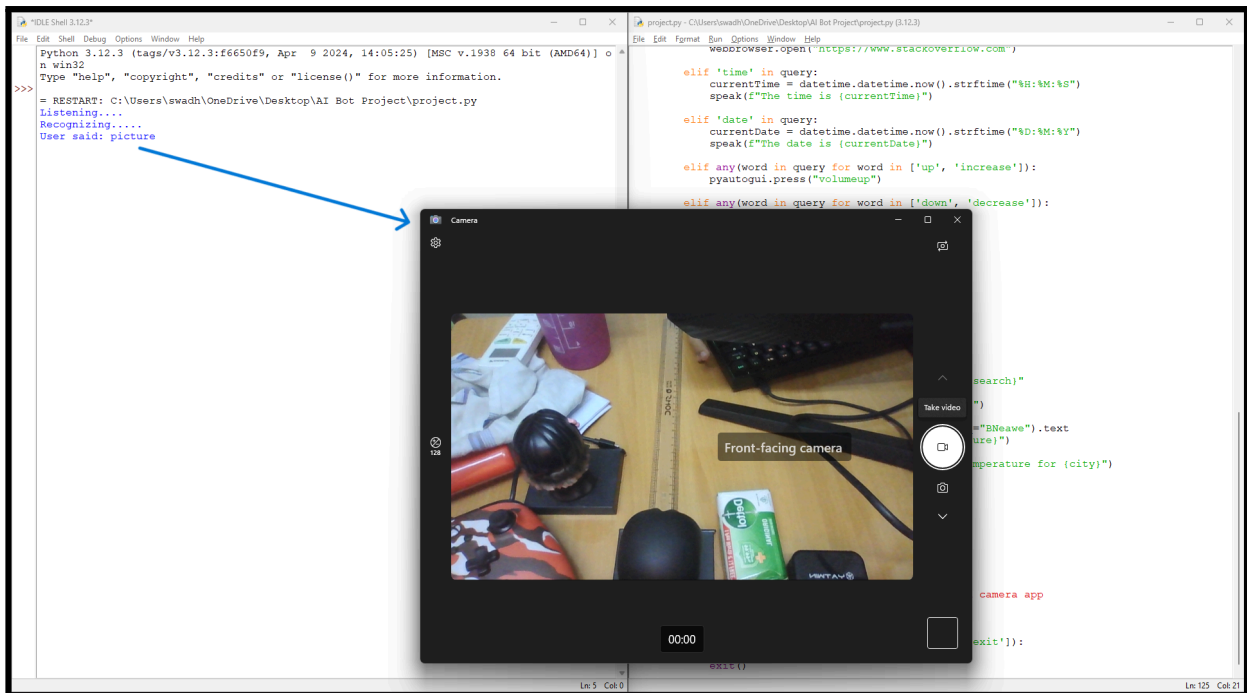 *IDLE Shell 3.12.3*
File Edit Shell Debug Options Window Help
Python 3.12.3 (tags/v3.12.3:f6650f9, Apr  9 2024, 14:05:25) [MSC v.1938 64 bit (AMD64)] o
n win32
Type "help", "copyright", "credits" or "license()" for more information.
>>>
= RESTART: C:\Users\swadh\OneDrive\Desktop\AI Bot Project\project.py
Listening....
Recognizing.....
User said: picture
Ln: 5 Col: 0
project.py - C:\Users\swadh\OneDrive\Desktop\AI Bot Project\project.py (3.12.3)
File Edit Format Run Options Window Help
webbrowser.open("https://www.stackoverflow.com")
elif 'time' in query:
currentTime = datetime.datetime.now().strftime("%H:%M:%S")
speak(f"The time is {currentTime}")
elif 'date' in query:
currentDate = datetime.datetime.now().strftime("%D:%M:%Y")
speak(f"The date is {currentDate}")
elif any(word in query for word in ['up', 'increase']):
pyautogui.press("volumeup")
elif any(word in query for word in ['down', 'decrease']):
search}"
")
="BNeawe").text
ure}")
mperature for {city}")
camera app
exit']):
exit()
Ln: 125 Col: 21
Camera
Take video
Front-facing camera
128
Dettol
00:00